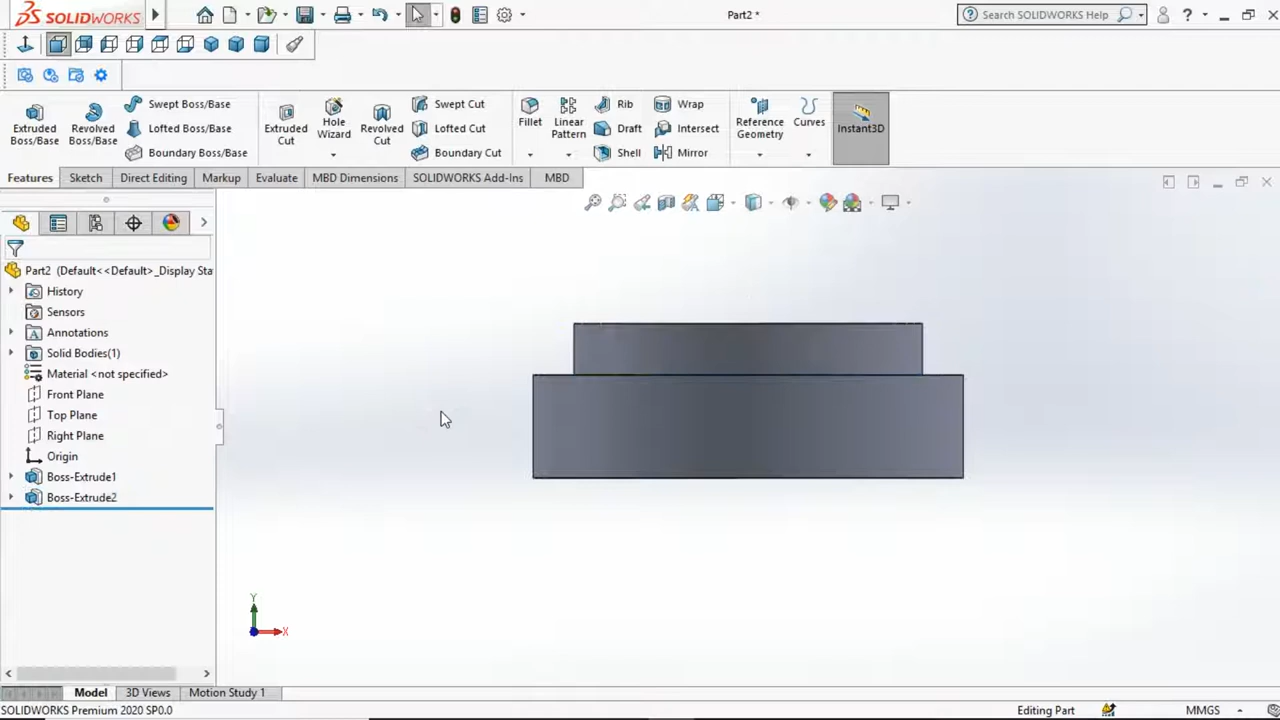 SOLIDWORKS
Part2 *
Search SOLIDWORKS Help
?
Extruded Boss/Base
Revolved Boss/Base
Swept Boss/Base
Lofted Boss/Base
Boundary Boss/Base
Extruded Cut
Hole Wizard
Revolved Cut
Swept Cut
Lofted Cut
Boundary Cut
Fillet
Linear Pattern
Rib
Draft
Shell
Wrap
Intersect
Mirror
Reference Geometry
Curves
Instant3D
Features
Sketch
Direct Editing
Markup
Evaluate
MBD Dimensions
SOLIDWORKS Add-Ins
MBD
Part2 (Default<<Default>_Display Sta
History
Sensors
Annotations
Solid Bodies(1)
Material <not specified>
Front Plane
Top Plane
Right Plane
Origin
Boss-Extrude1
Boss-Extrude2
Y
X
Model
3D Views
Motion Study 1
SOLIDWORKS Premium 2020 SP0.0
Editing Part
MMGS